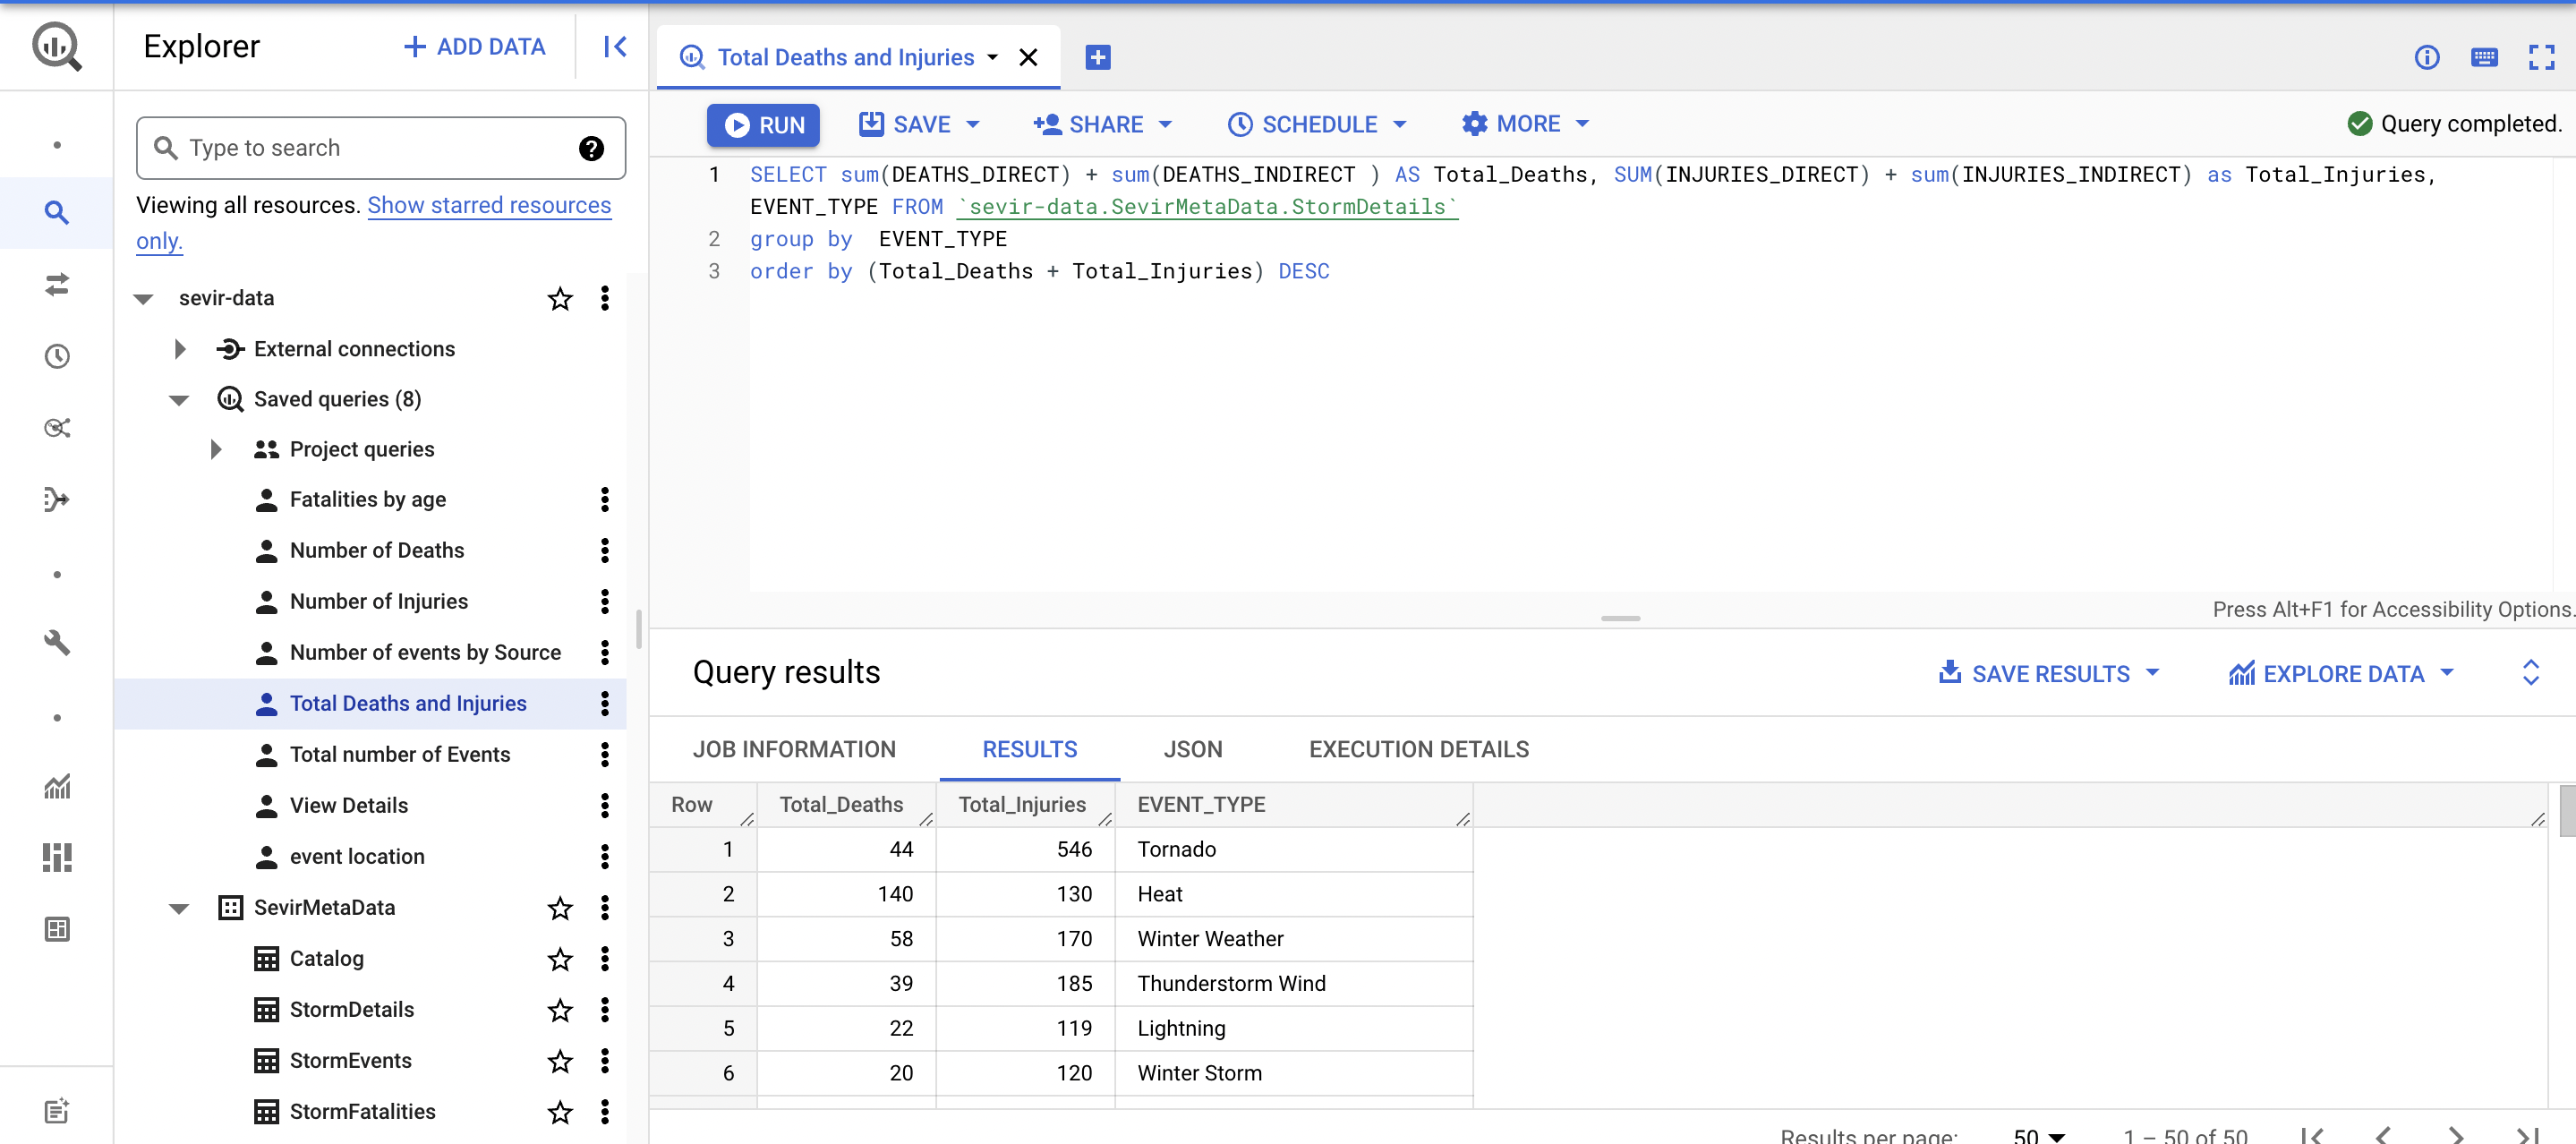 Explorer
ADD DATA
Type to search
Viewing all resources. Show starred resources
only.
sevir-data
External connections
Saved queries (8)
Project queries
Fatalities by age
Number of Deaths
Number of Injuries
Number of events by Source
Total Deaths and Injuries
Total number of Events
View Details
event location
SevirMetaData
Catalog
StormDetails
StormEvents
StormFatalities
Total Deaths and Injuries
RUN SAVE SHARE SCHEDULE MORE Query completed.
1 SELECT sum(DEATHS_DIRECT) + sum(DEATHS_INDIRECT ) AS Total_Deaths, SUM(INJURIES_DIRECT) + sum(INJURIES_INDIRECT) as Total_Injuries,
EVENT_TYPE FROM `sevir-data.SevirMetaData.StormDetails`
2 group by  EVENT_TYPE
3 order by (Total_Deaths + Total_Injuries) DESC
Press Alt+F1 for Accessibility Options.
Query results SAVE RESULTS EXPLORE DATA
JOB INFORMATION RESULTS JSON EXECUTION DETAILS
Row Total_Deaths Total_Injuries EVENT_TYPE
1 44 546 Tornado
2 140 130 Heat
3 58 170 Winter Weather
4 39 185 Thunderstorm Wind
5 22 119 Lightning
6 20 120 Winter Storm
Results per page: 50 1 – 50 of 50